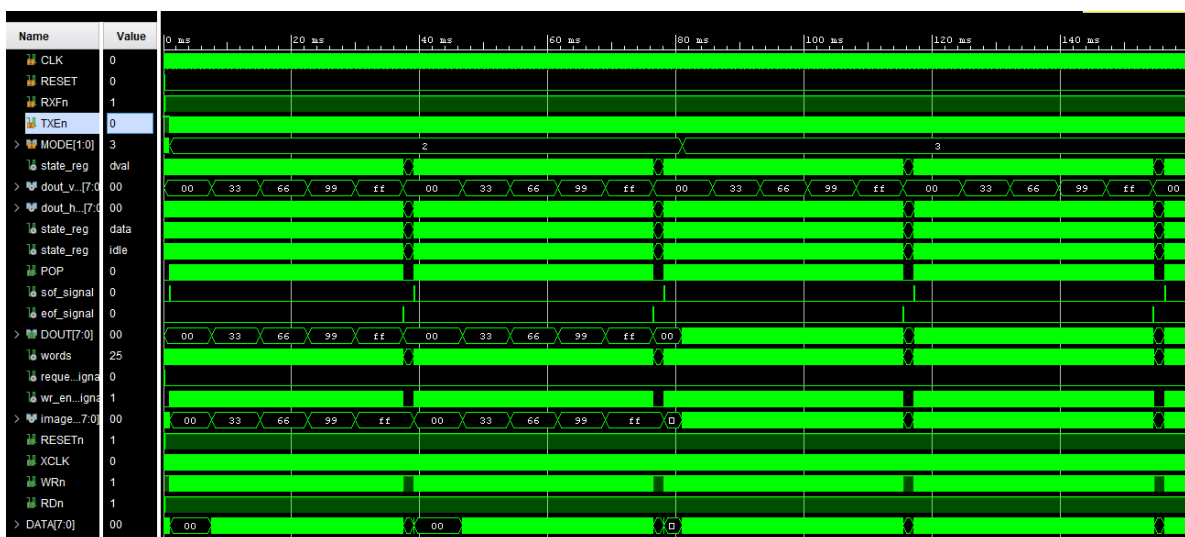 Name Value 0 ms 20 ms 40 ms 60 ms 80 ms 100 ms 120 ms 140 ms
CLK 0
RESET 0
RXFn 1
TXEn 0
> MODE[1:0] 3 2 3
state_reg dval
> dout_v...[7:0 00 00 33 66 99 ff 00 33 66 99 ff 00 33 66 99 ff 00 33 66 99 ff 00
> dout_h...[7:0 00
state_reg data
state_reg idle
POP 0
sof_signal 0
eof_signal 0
> DOUT[7:0] 00 00 33 66 99 ff 00 33 66 99 ff 00
words 25
reque...igna 0
wr_en...igna 1
> image...7:0] 00 00 33 66 99 ff 00 33 66 99 ff
RESETn 1
XCLK 0
WRn 1
RDn 1
> DATA[7:0] 00 00 00